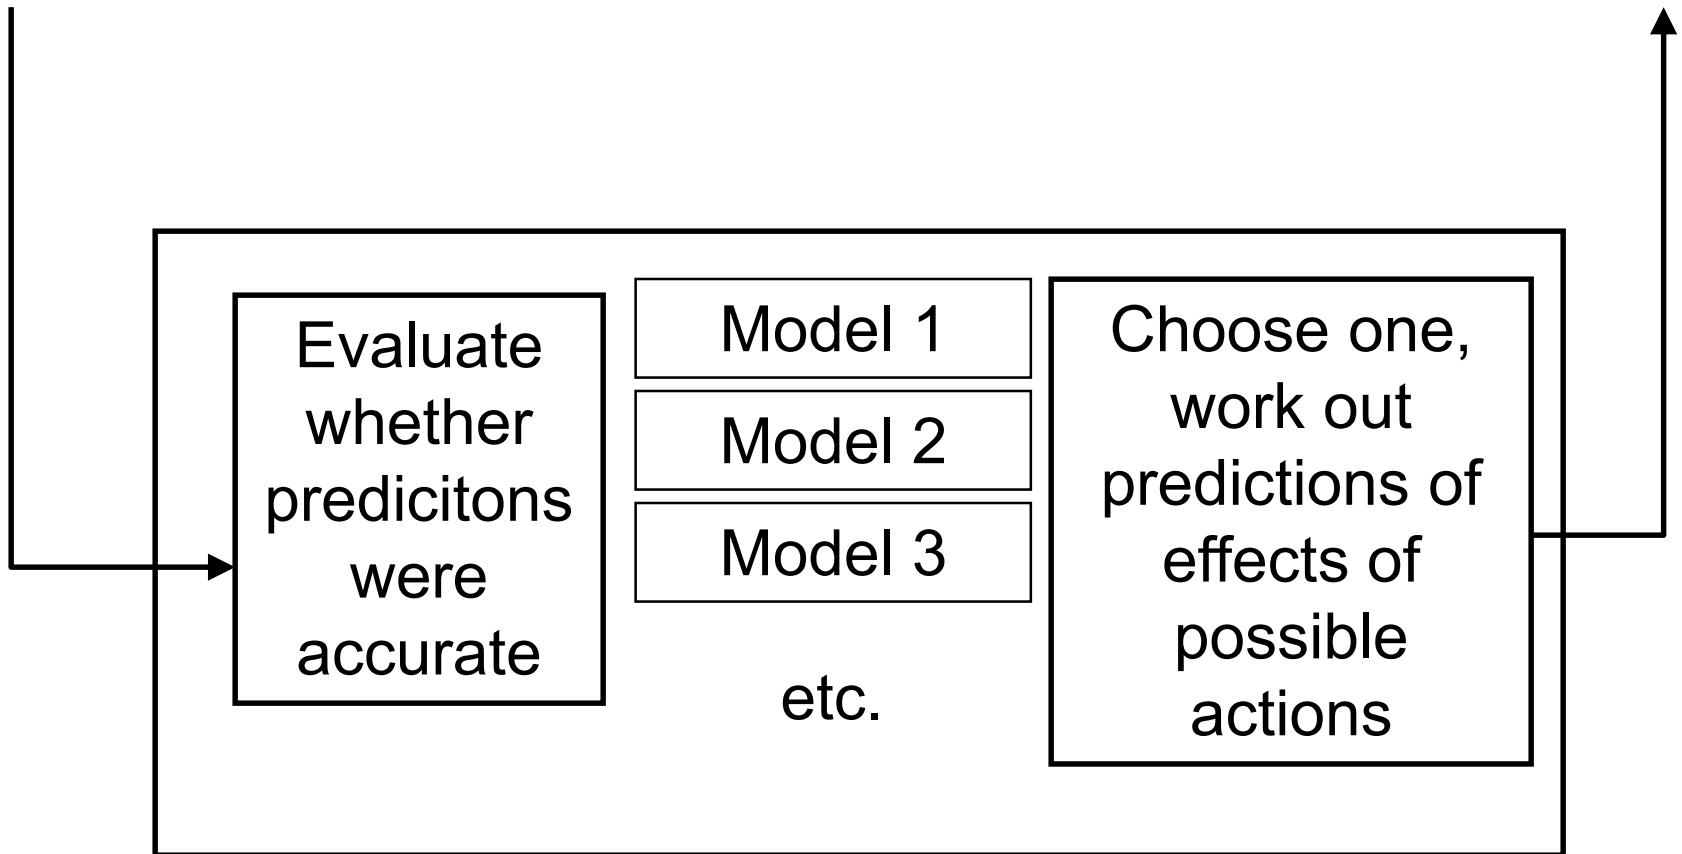 Evaluate
whether
predicitons
were
accurate
Model 1
Model 2
Model 3
etc.
Choose one,
work out
predictions of
effects of
possible
actions